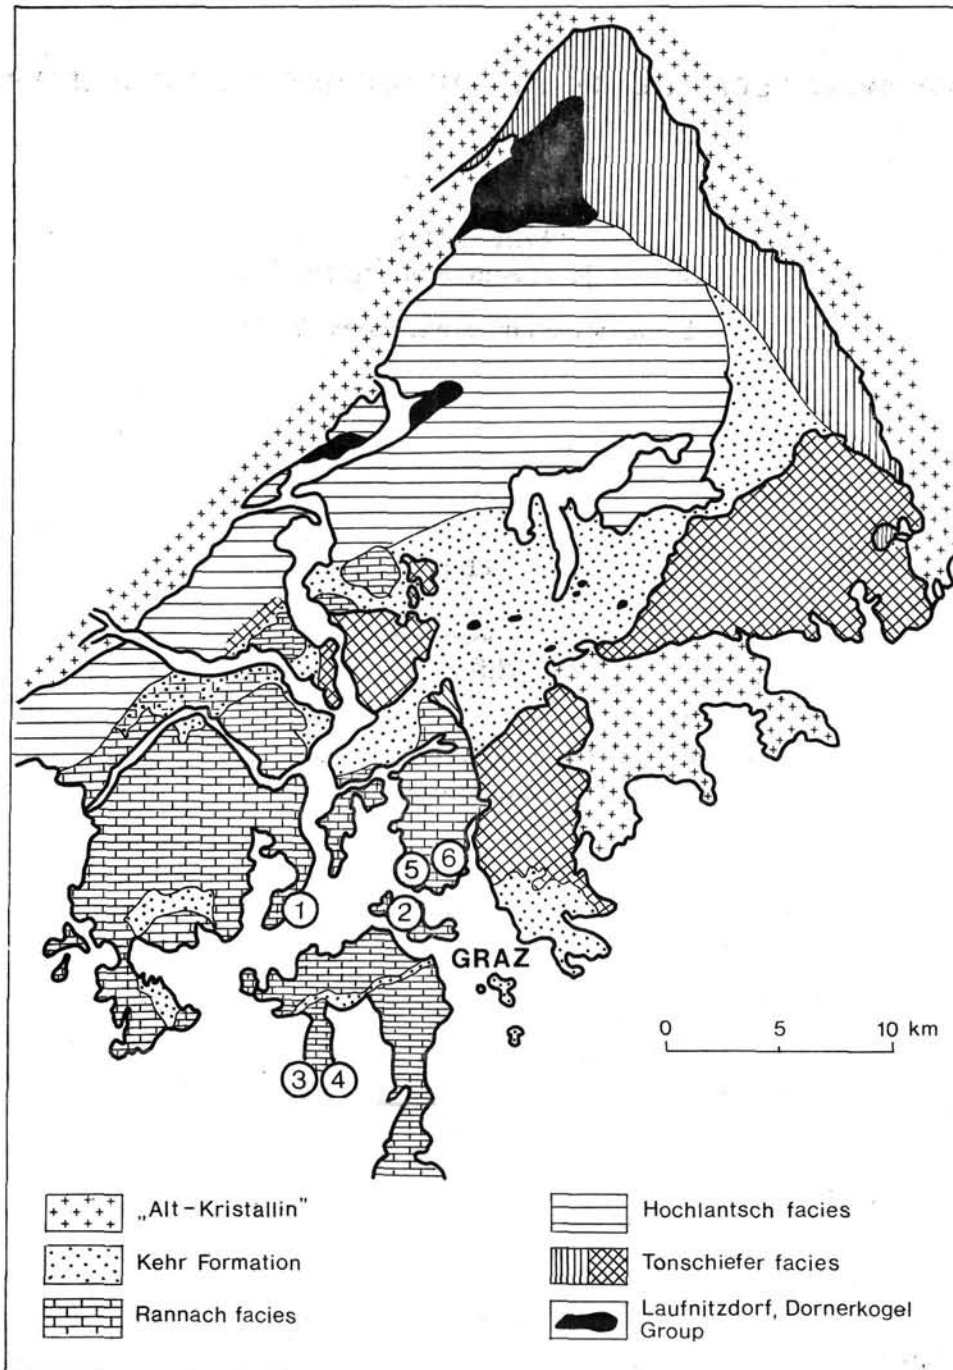 1
5
6
2
GRAZ
3
4
0 5 10 km
„Alt-Kristallin"
Kehr Formation
Rannach facies
Hochlantsch facies
Tonschiefer facies
Laufnitzdorf, Dornerkogel
Group